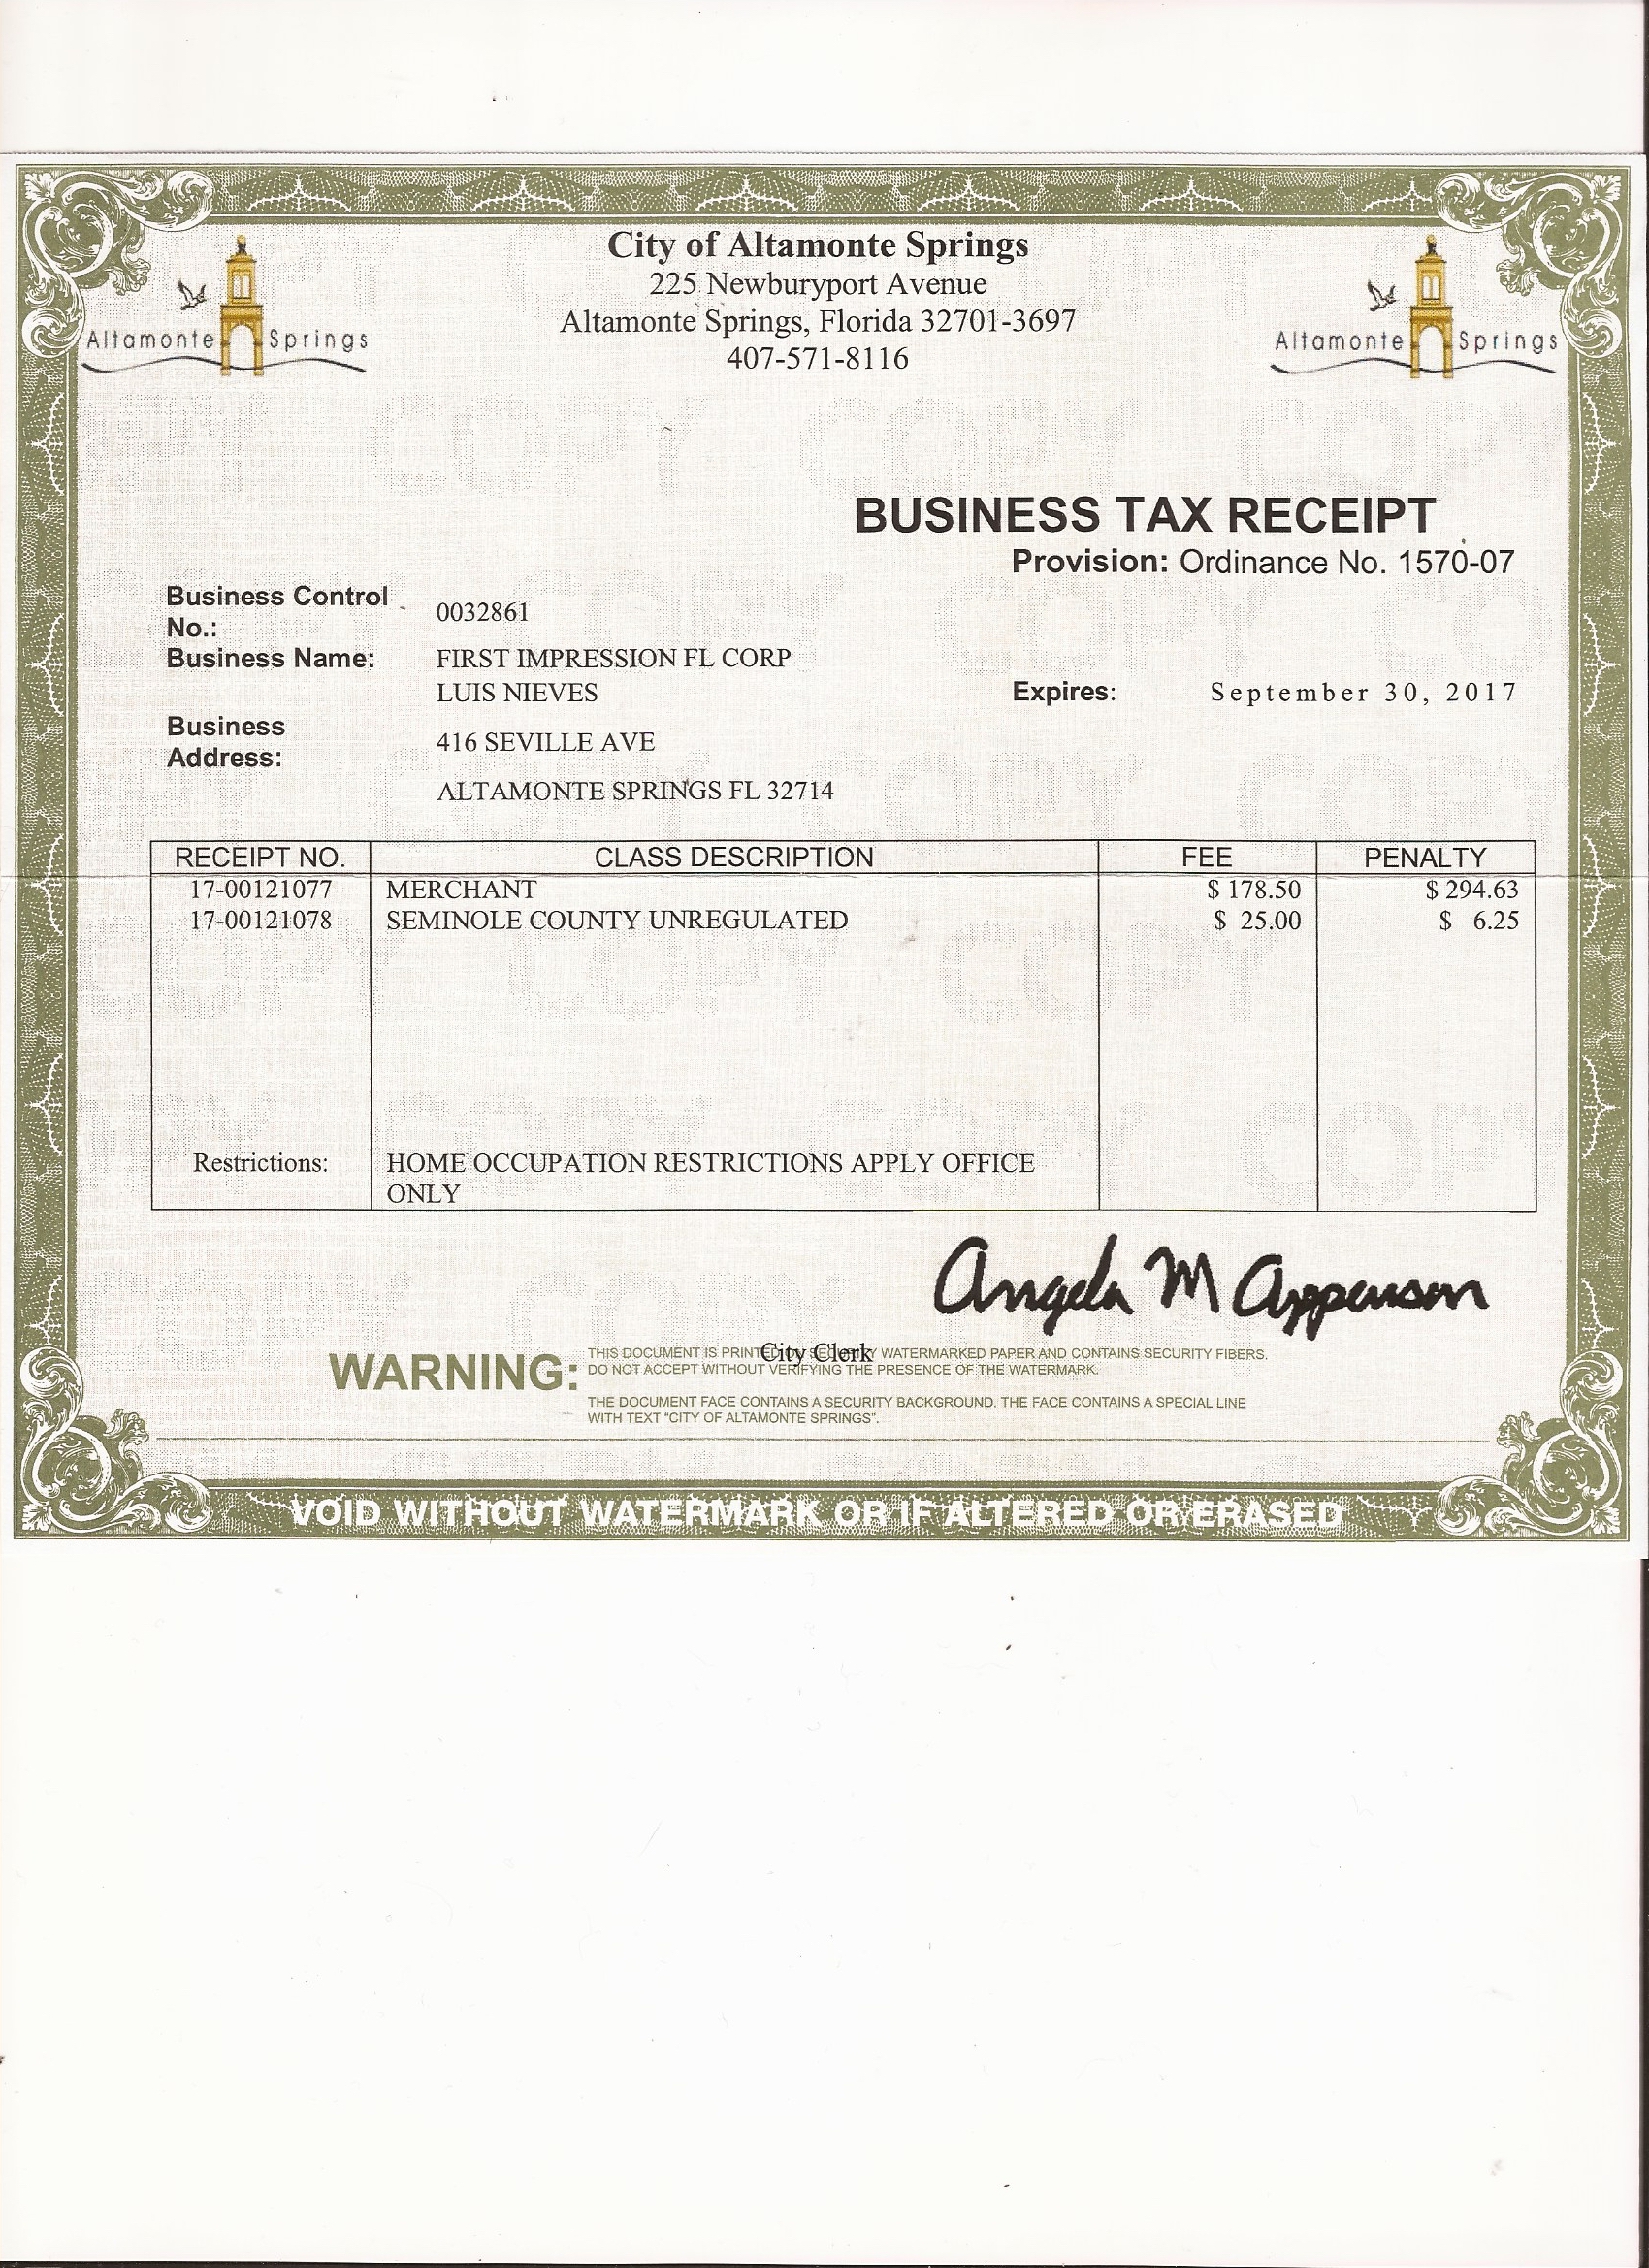 City of Altamonte Springs
225 Newburyport Avenue
Altamonte Springs, Florida 32701-3697
407-571-8116
Altamonte Springs
Altamonte Springs
BUSINESS TAX RECEIPT
Provision: Ordinance No. 1570-07
Business Control No.: 0032861
Business Name: FIRST IMPRESSION FL CORP
LUIS NIEVES
Expires: September 30, 2017
Business Address: 416 SEVILLE AVE
ALTAMONTE SPRINGS FL 32714
RECEIPT NO. CLASS DESCRIPTION FEE PENALTY
17-00121077 MERCHANT $ 178.50 $ 294.63
17-00121078 SEMINOLE COUNTY UNREGULATED $ 25.00 $ 6.25
Restrictions: HOME OCCUPATION RESTRICTIONS APPLY OFFICE
ONLY
Angela M Apperson
City Clerk
WARNING: THIS DOCUMENT IS PRINTED ON SECURITY WATERMARKED PAPER AND CONTAINS SECURITY FIBERS.
DO NOT ACCEPT WITHOUT VERIFYING THE PRESENCE OF THE WATERMARK.
THE DOCUMENT FACE CONTAINS A SECURITY BACKGROUND. THE FACE CONTAINS A SPECIAL LINE
WITH TEXT "CITY OF ALTAMONTE SPRINGS".
VOID WITHOUT WATERMARK OR IF ALTERED OR ERASED